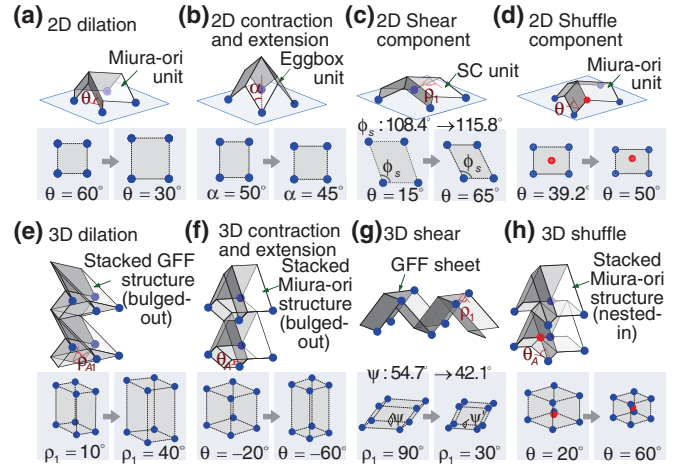 (a) 2D dilation
Miura-ori
unit
θ
θ = 60° θ = 30°
(b) 2D contraction
and extension
Eggbox
unit
α
α = 50° α = 45°
(c) 2D Shear
component
SC unit
ρ1
ϕs : 108.4° → 115.8°
ϕs ϕs
θ = 15° θ = 65°
(d) 2D Shuffle
component
Miura-ori
unit
θ
θ = 39.2° θ = 50°
(e) 3D dilation
Stacked GFF
structure
(bulged-
out)
ρA1
ρ1 = 10° ρ1 = 40°
(f) 3D contraction
and extension
Stacked
Miura-ori
structure
(bulged-
out)
θA
θ = −20° θ = −60°
(g) 3D shear
GFF sheet
ρ1
ψ : 54.7° → 42.1°
ψ ψ
ρ1 = 90° ρ1 = 30°
(h) 3D shuffle
Stacked
Miura-ori
structure
(nested-
in)
θA
θ = 20° θ = 60°